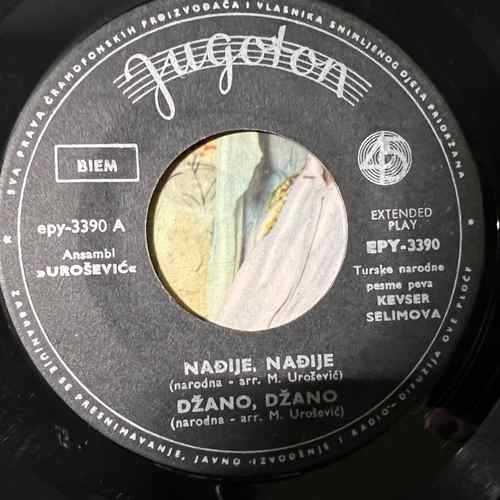 SVA PRAVA GRAMOFONSKIH PROIZVOĐAČA I VLASNIKA SNIMLJENOG DJELA PRIDRŽANA
Jugoton
BIEM
45
epy-3390 A
EXTENDED
PLAY
EPY-3390
Ansambl
»UROŠEVIĆ«
Turske narodne
pesme peva
KEVSER
SELIMOVA
NAĐIJE, NAĐIJE
(narodna - arr. M. Urošević)
DŽANO, DŽANO
(narodna - arr. M. Urošević)
ZABRANJUJE SE PRESNIMAVANJE, JAVNO IZVOĐENJE I RADIO-DIFUZIJA OVE PLOČE